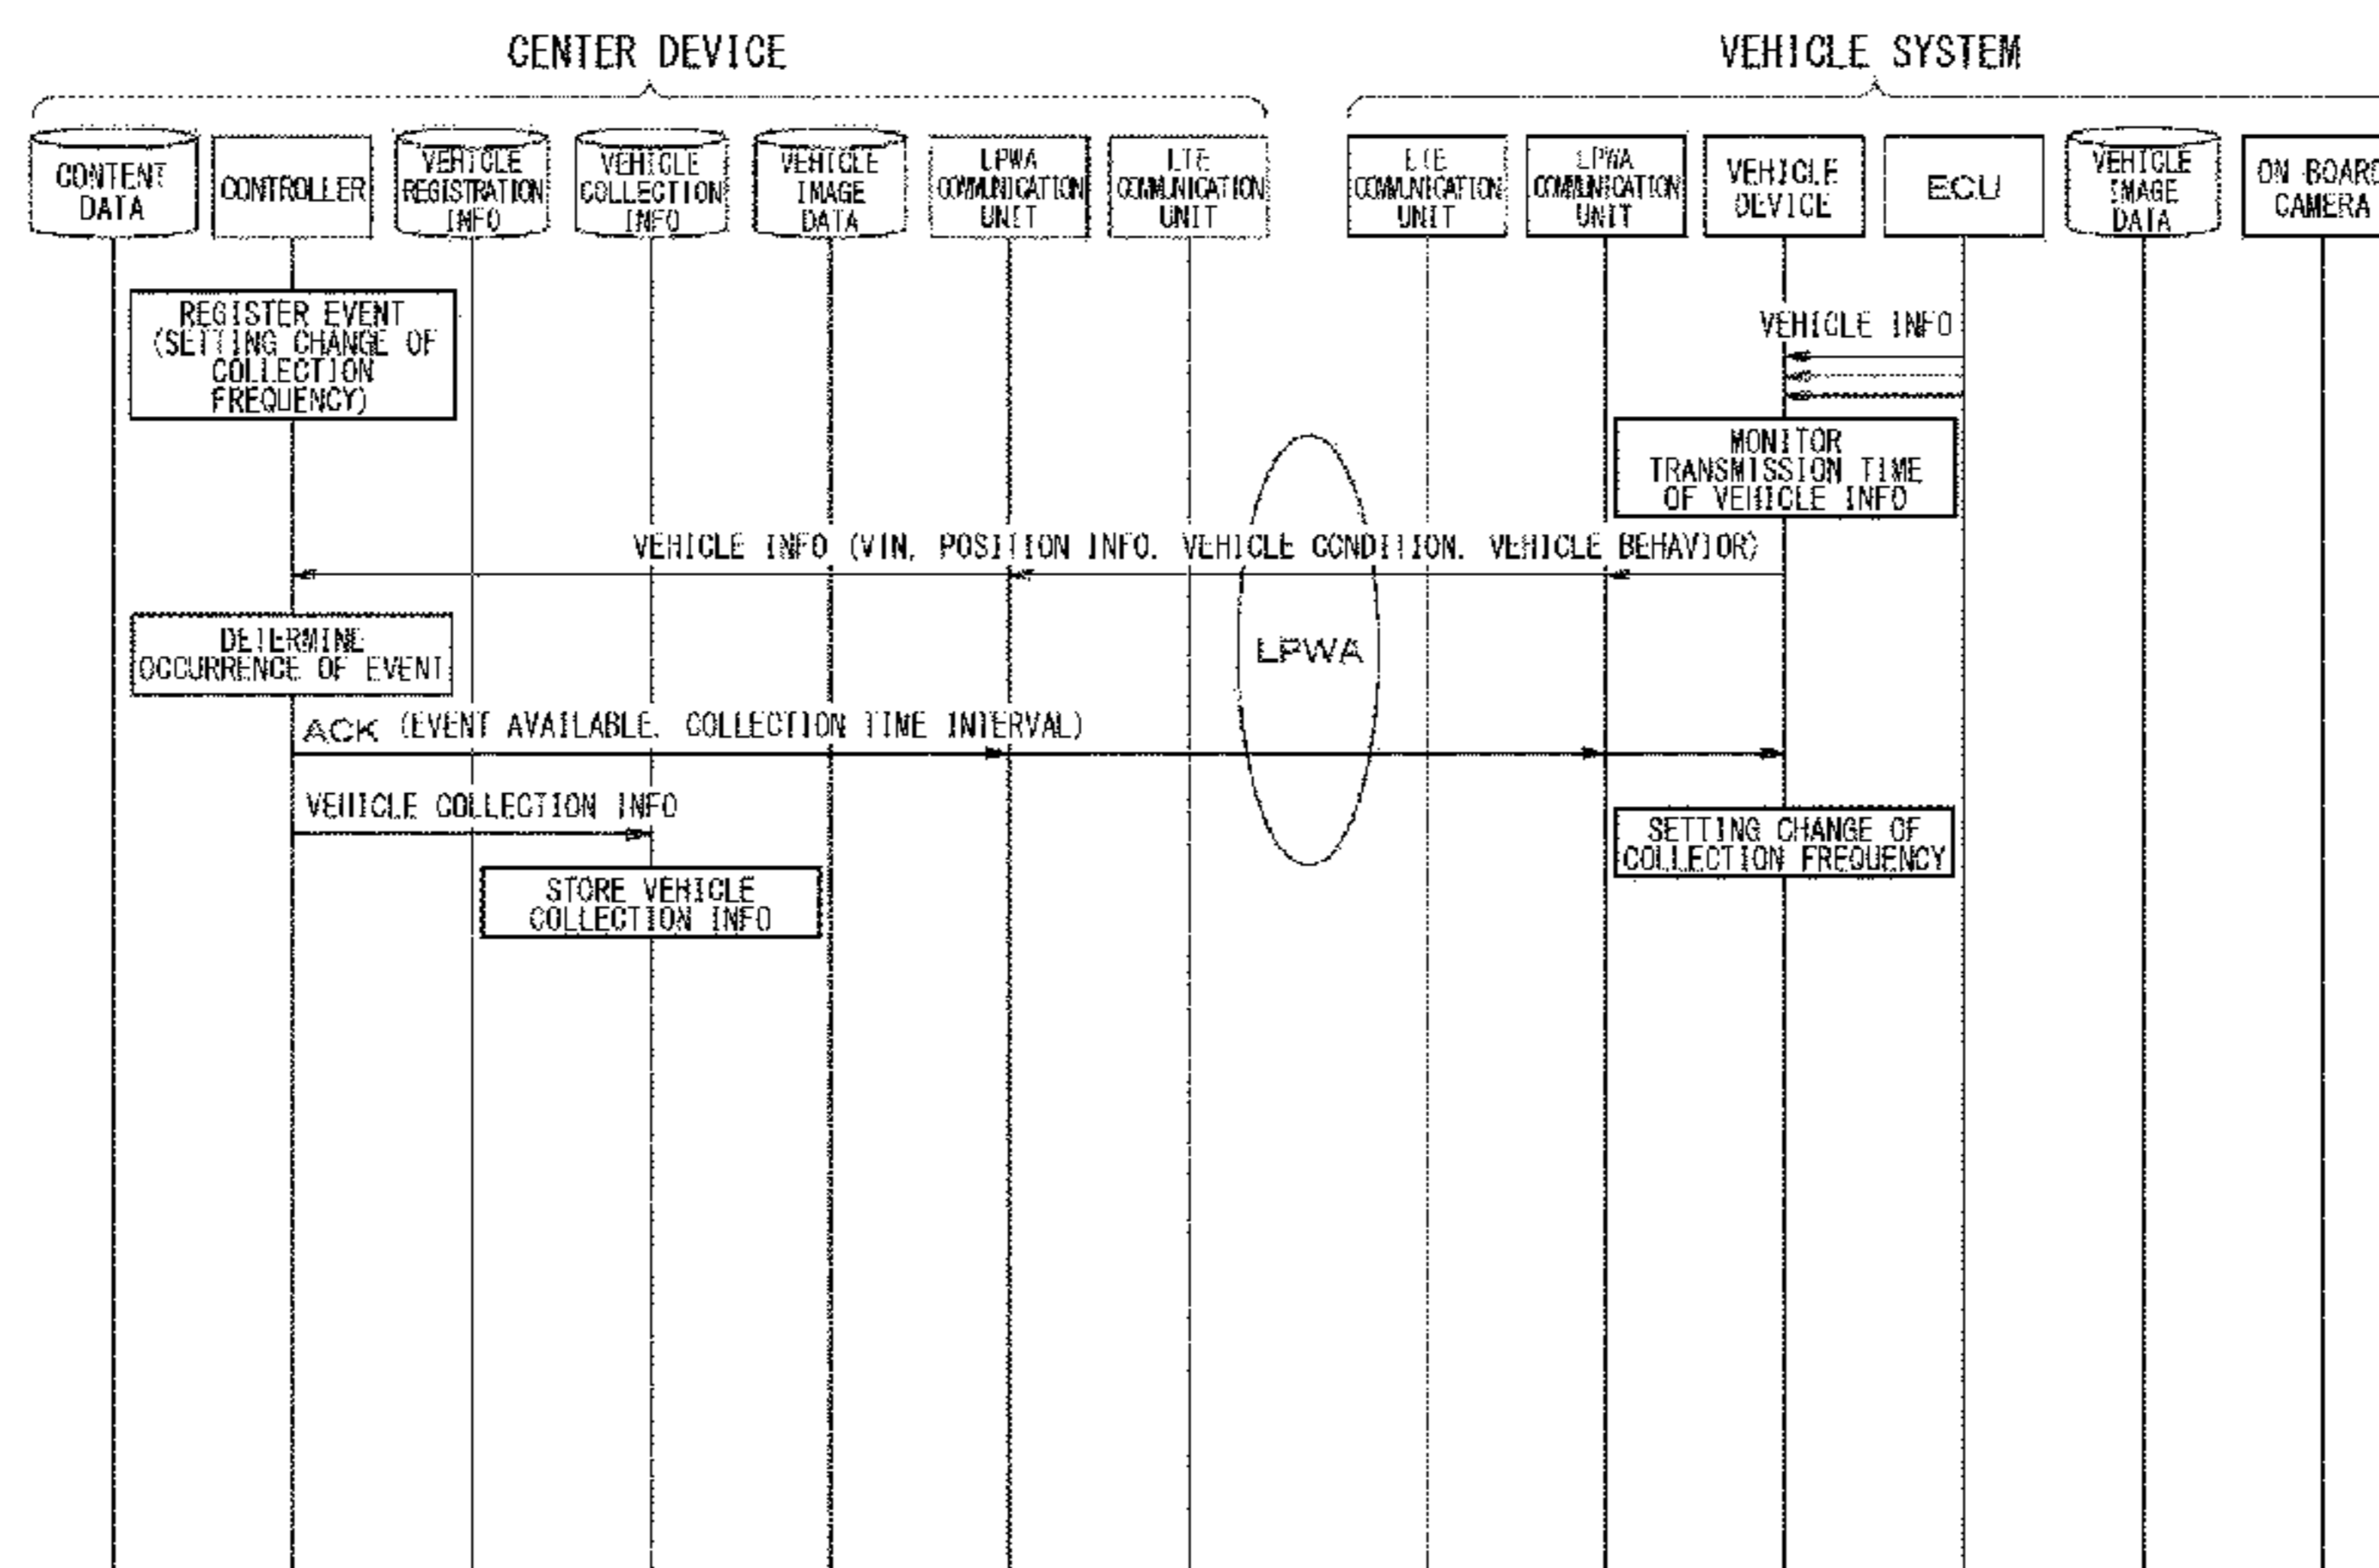 CENTER DEVICE
VEHICLE SYSTEM
CONTENT
DATA
CONTROLLER
VEHICLE
REGISTRATION
INFO
VEHICLE
COLLECTION
INFO
VEHICLE
IMAGE
DATA
LPWA
COMMUNICATION
UNIT
LTE
COMMUNICATION
UNIT
LTE
COMMUNICATION
UNIT
LPWA
COMMUNICATION
UNIT
VEHICLE
DEVICE
ECU
VEHICLE
IMAGE
DATA
ON-BOARD
CAMERA
REGISTER EVENT
(SETTING CHANGE OF
COLLECTION
FREQUENCY)
VEHICLE INFO
MONITOR
TRANSMISSION TIME
OF VEHICLE INFO
VEHICLE INFO (VIN, POSITION INFO, VEHICLE CONDITION, VEHICLE BEHAVIOR)
DETERMINE
OCCURRENCE OF EVENT
LPWA
ACK (EVENT AVAILABLE, COLLECTION TIME INTERVAL)
VEHICLE COLLECTION INFO
SETTING CHANGE OF
COLLECTION FREQUENCY
STORE VEHICLE
COLLECTION INFO